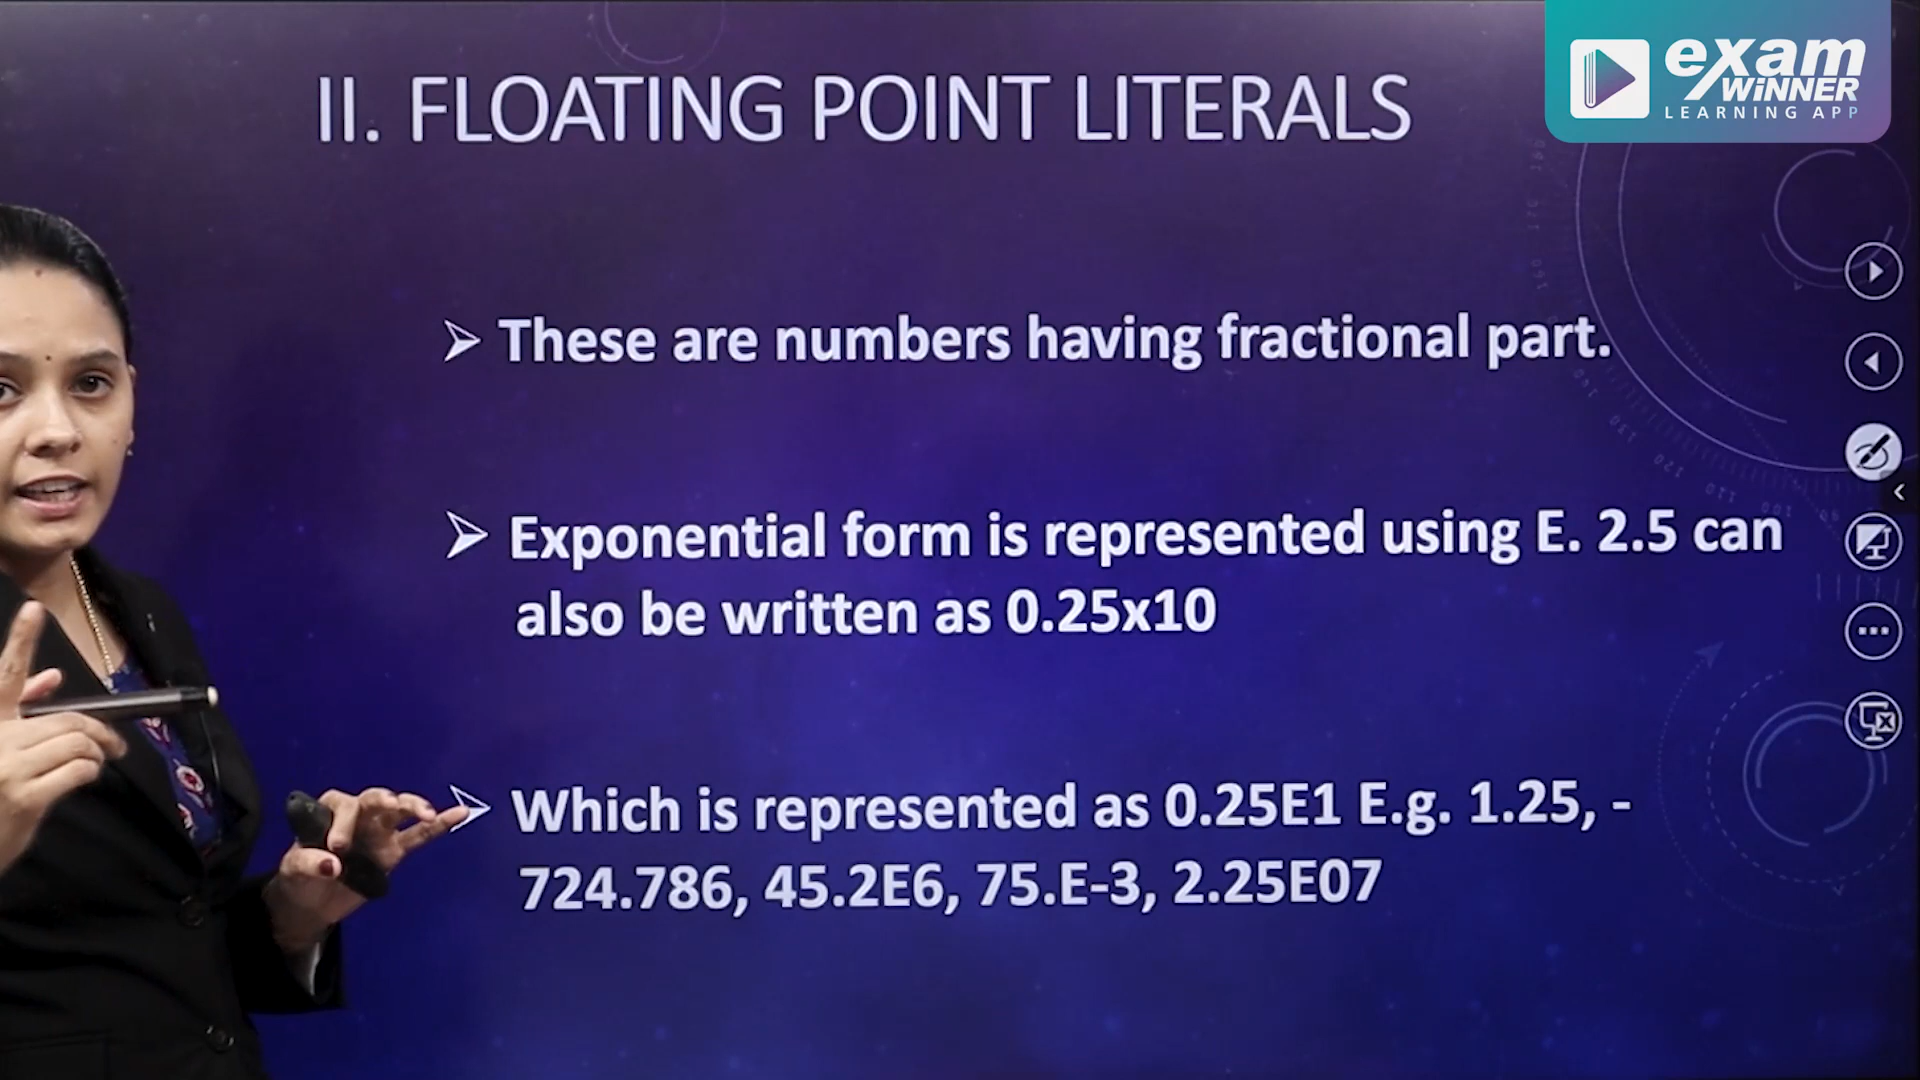 exam
WiNNER
LEARNING APP
II. FLOATING POINT LITERALS
These are numbers having fractional part.
Exponential form is represented using E. 2.5 can
also be written as 0.25x10
Which is represented as 0.25E1 E.g. 1.25, -
724.786, 45.2E6, 75.E-3, 2.25E07